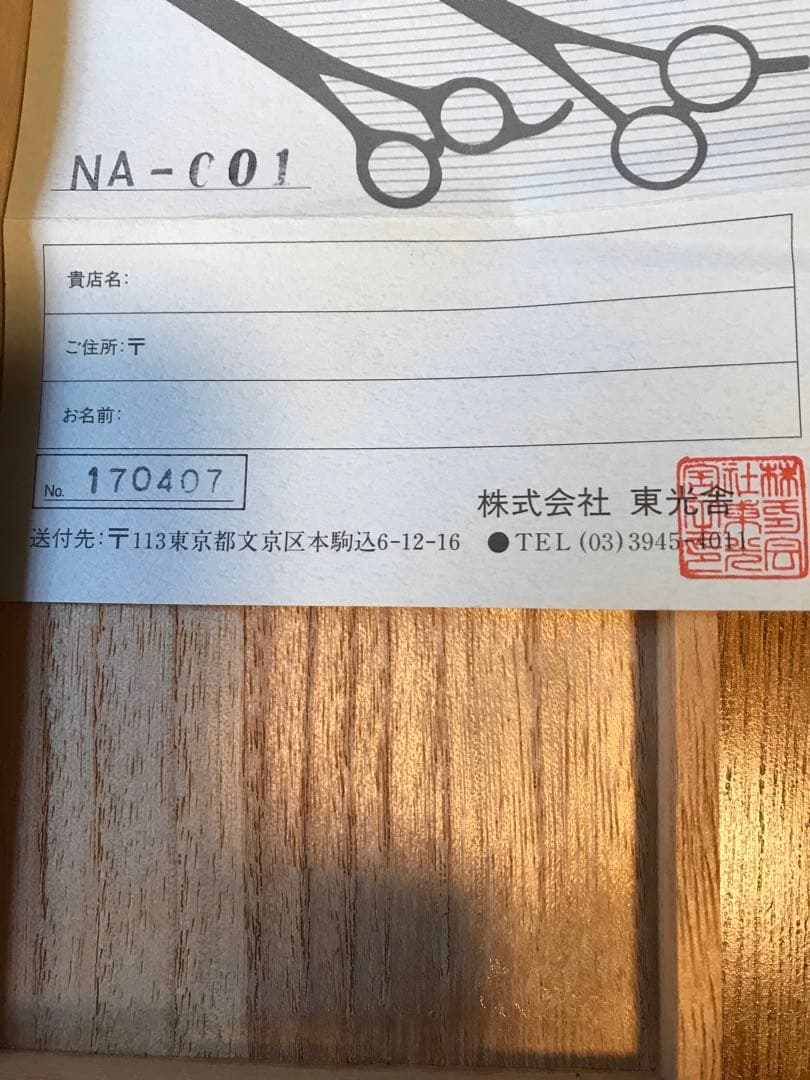 NA-001
貴店名:
ご住所:〒
お名前:
No. 170407
株式会社 東光舎
送付先:〒113東京都文京区本駒込6-12-16 ●TEL(03)3945-4011